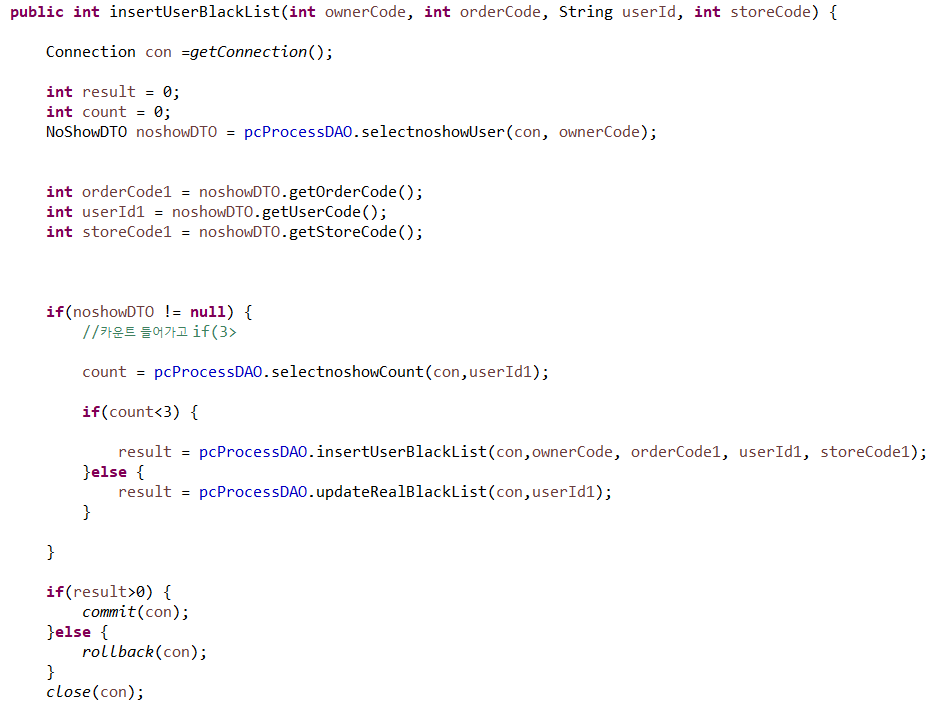 public int insertUserBlackList(int ownerCode, int orderCode, String userId, int storeCode) {
Connection con =getConnection();
int result = 0;
int count = 0;
NoShowDTO noshowDTO = pcProcessDAO.selectnoshowUser(con, ownerCode);
int orderCode1 = noshowDTO.getOrderCode();
int userId1 = noshowDTO.getUserCode();
int storeCode1 = noshowDTO.getStoreCode();
if(noshowDTO != null) {
//카운트 들어가고 if(3>
count = pcProcessDAO.selectnoshowCount(con,userId1);
if(count<3) {
result = pcProcessDAO.insertUserBlackList(con,ownerCode, orderCode1, userId1, storeCode1);
}else {
result = pcProcessDAO.updateRealBlackList(con,userId1);
}
}
if(result>0) {
commit(con);
}else {
rollback(con);
}
close(con);